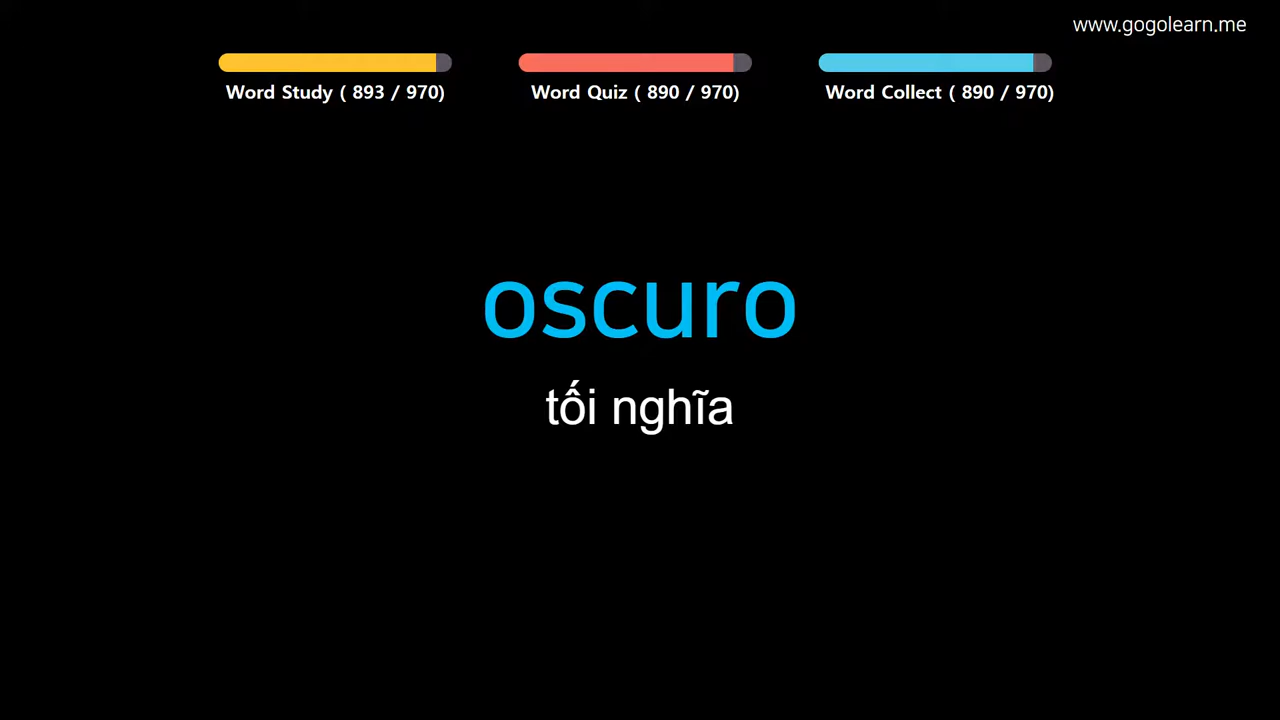 www.gogolearn.me
Word Study ( 893 / 970)
Word Quiz ( 890 / 970)
Word Collect ( 890 / 970)
oscuro
tối nghĩa